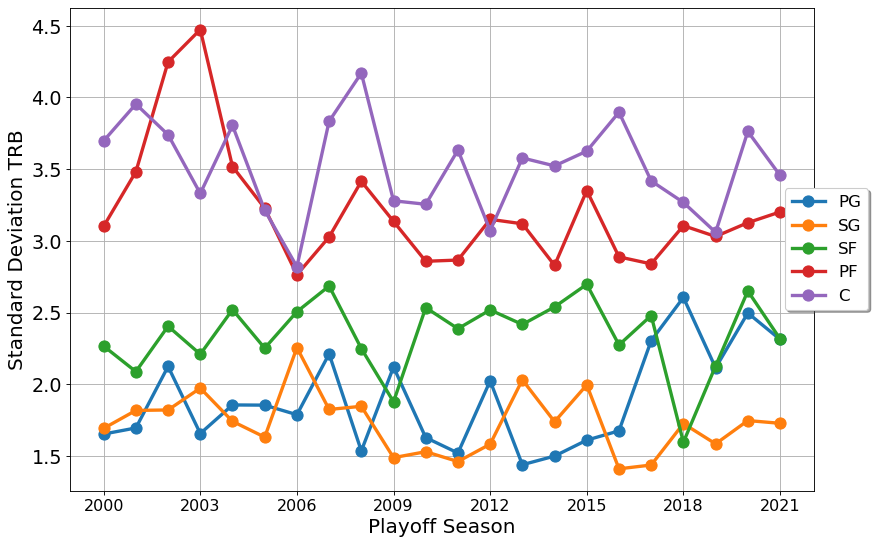 Standard Deviation TRB
4.5
4.0
3.5
3.0
2.5
2.0
1.5
2000 2003 2006 2009 2012 2015 2018 2021
Playoff Season
PG
SG
SF
PF
C